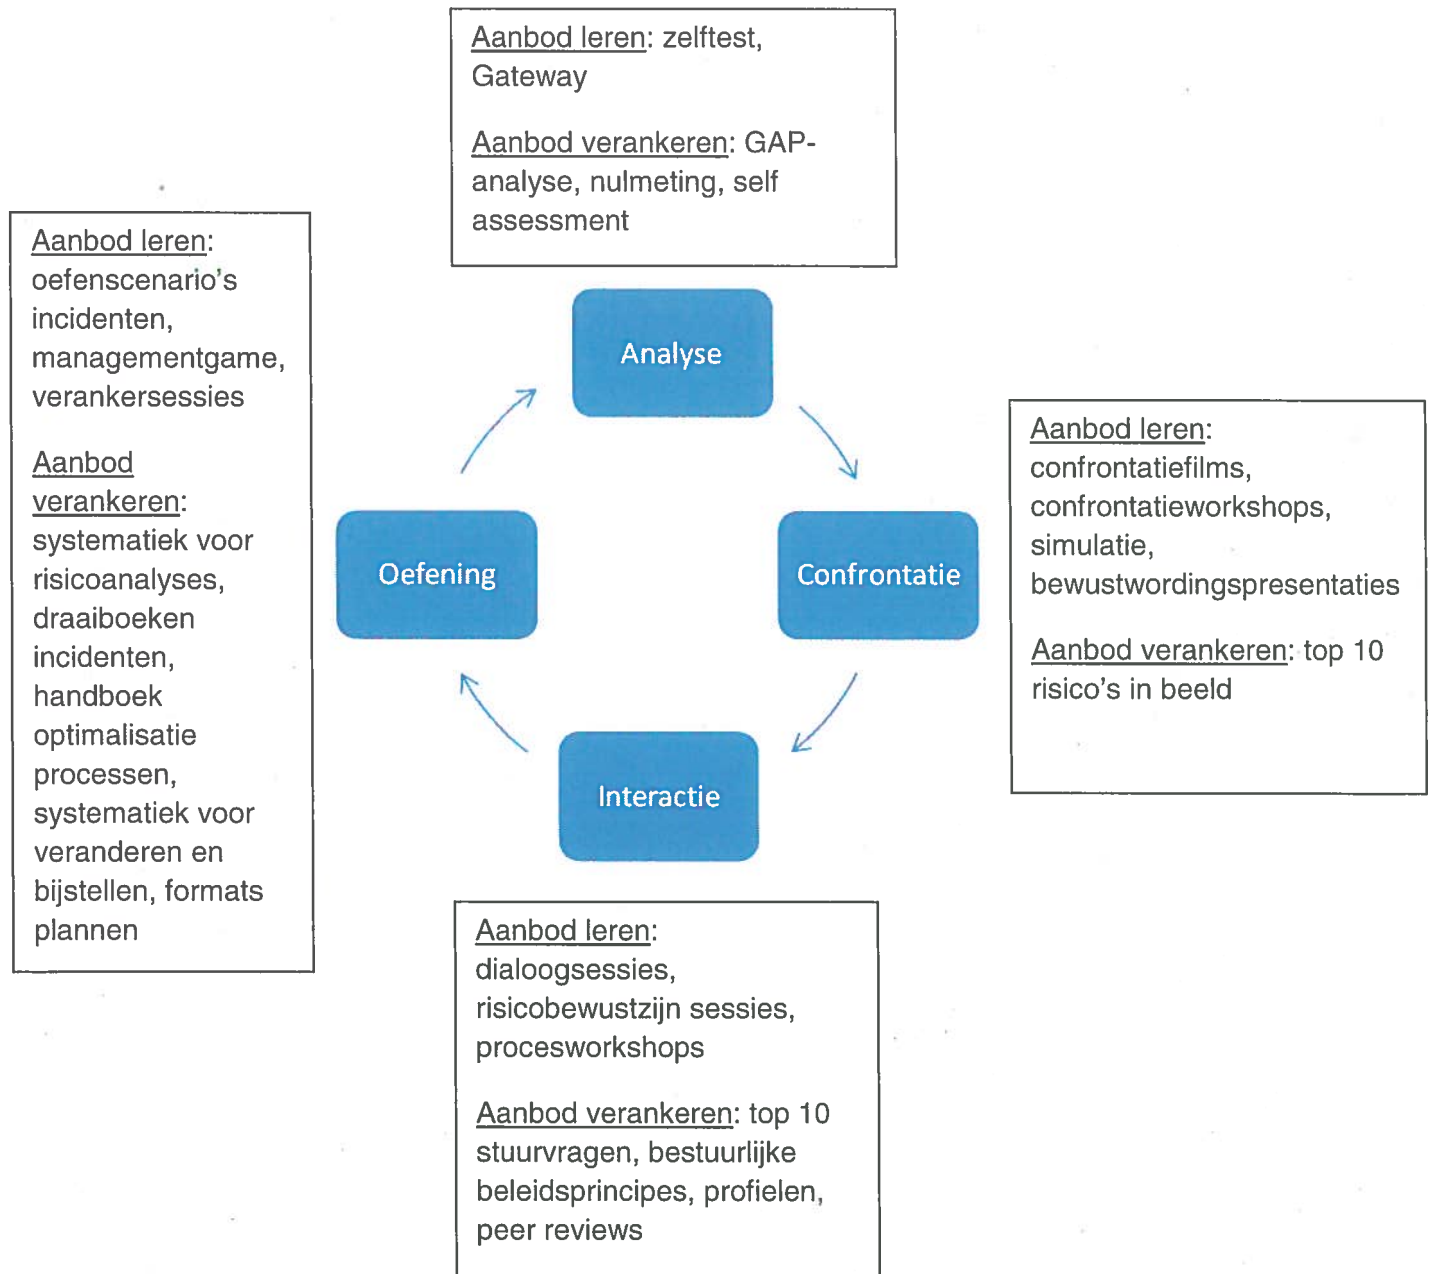 Aanbod leren: zelftest,
Gateway
Aanbod verankeren: GAP-
analyse, nulmeting, self
assessment
Aanbod leren:
oefenscenario's
incidenten,
managementgame,
verankersessies
Aanbod
verankeren:
systematiek voor
risicoanalyses,
draaiboeken
incidenten,
handboek
optimalisatie
processen,
systematiek voor
veranderen en
bijstellen, formats
plannen
Analyse
Oefening
Confrontatie
Interactie
Aanbod leren:
confrontatiefilms,
confrontatieworkshops,
simulatie,
bewustwordingspresentaties
Aanbod verankeren: top 10
risico's in beeld
Aanbod leren:
dialoogsessies,
risicobewustzijn sessies,
procesworkshops
Aanbod verankeren: top 10
stuurvragen, bestuurlijke
beleidsprincipes, profielen,
peer reviews